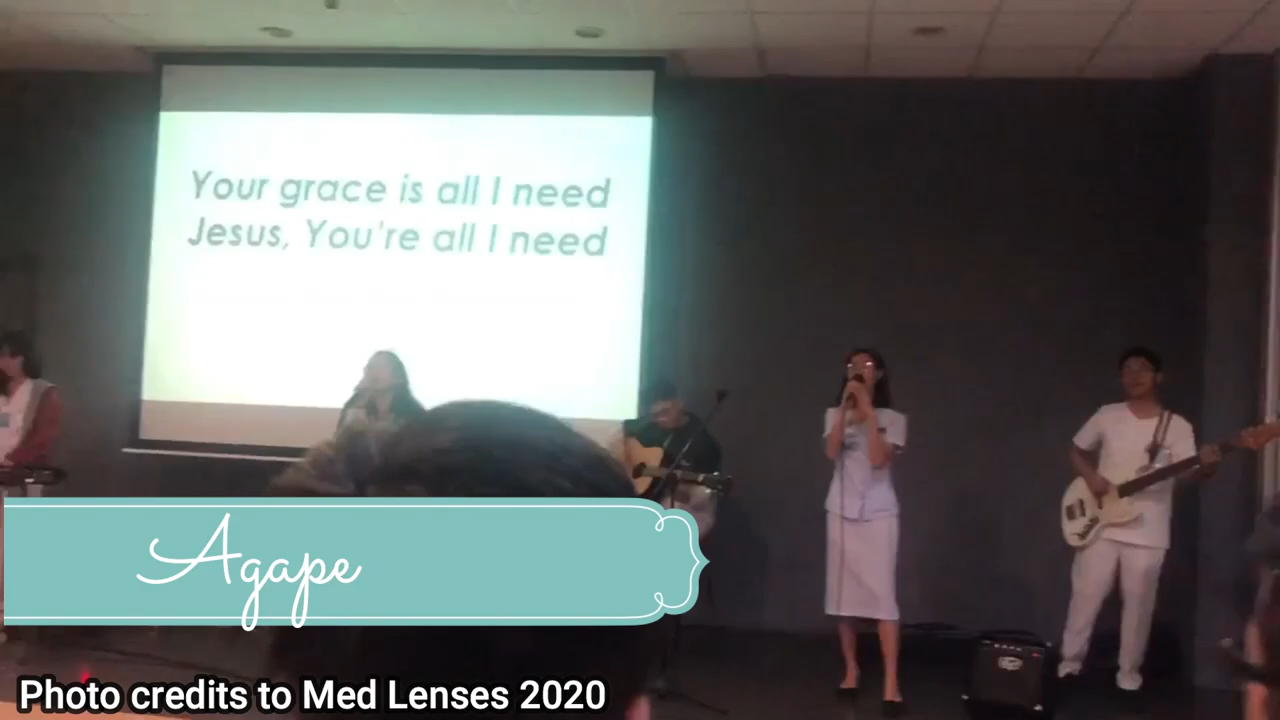 Your grace is all I need
Jesus, You're all I need
Agape
Photo credits to Med Lenses 2020